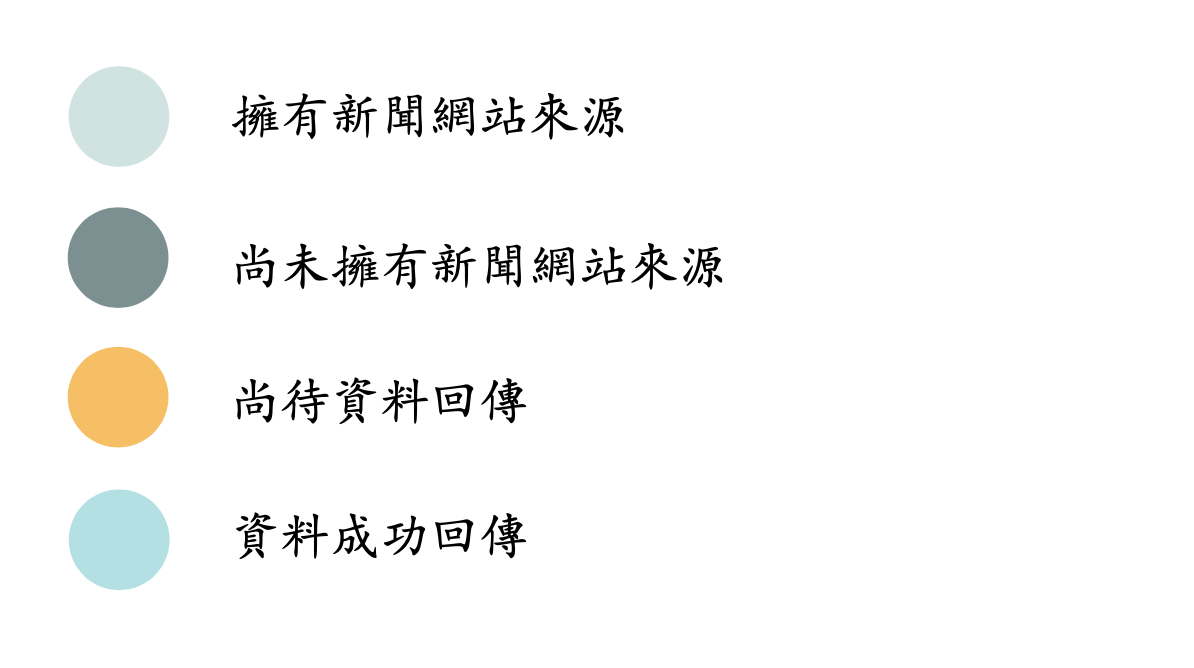 擁有新聞網站來源
尚未擁有新聞網站來源
尚待資料回傳
資料成功回傳